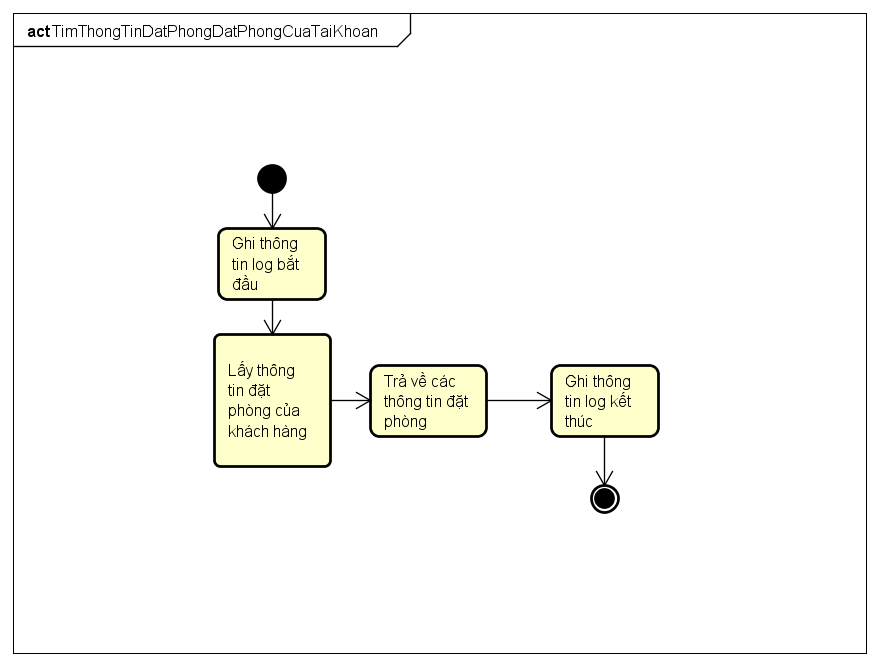 act TimThongTinDatPhongDatPhongCuaTaiKhoan
Ghi thông
tin log bắt
đầu
Lấy thông
tin đặt
phòng của
khách hàng
Trả về các
thông tin đặt
phòng
Ghi thông
tin log kết
thúc